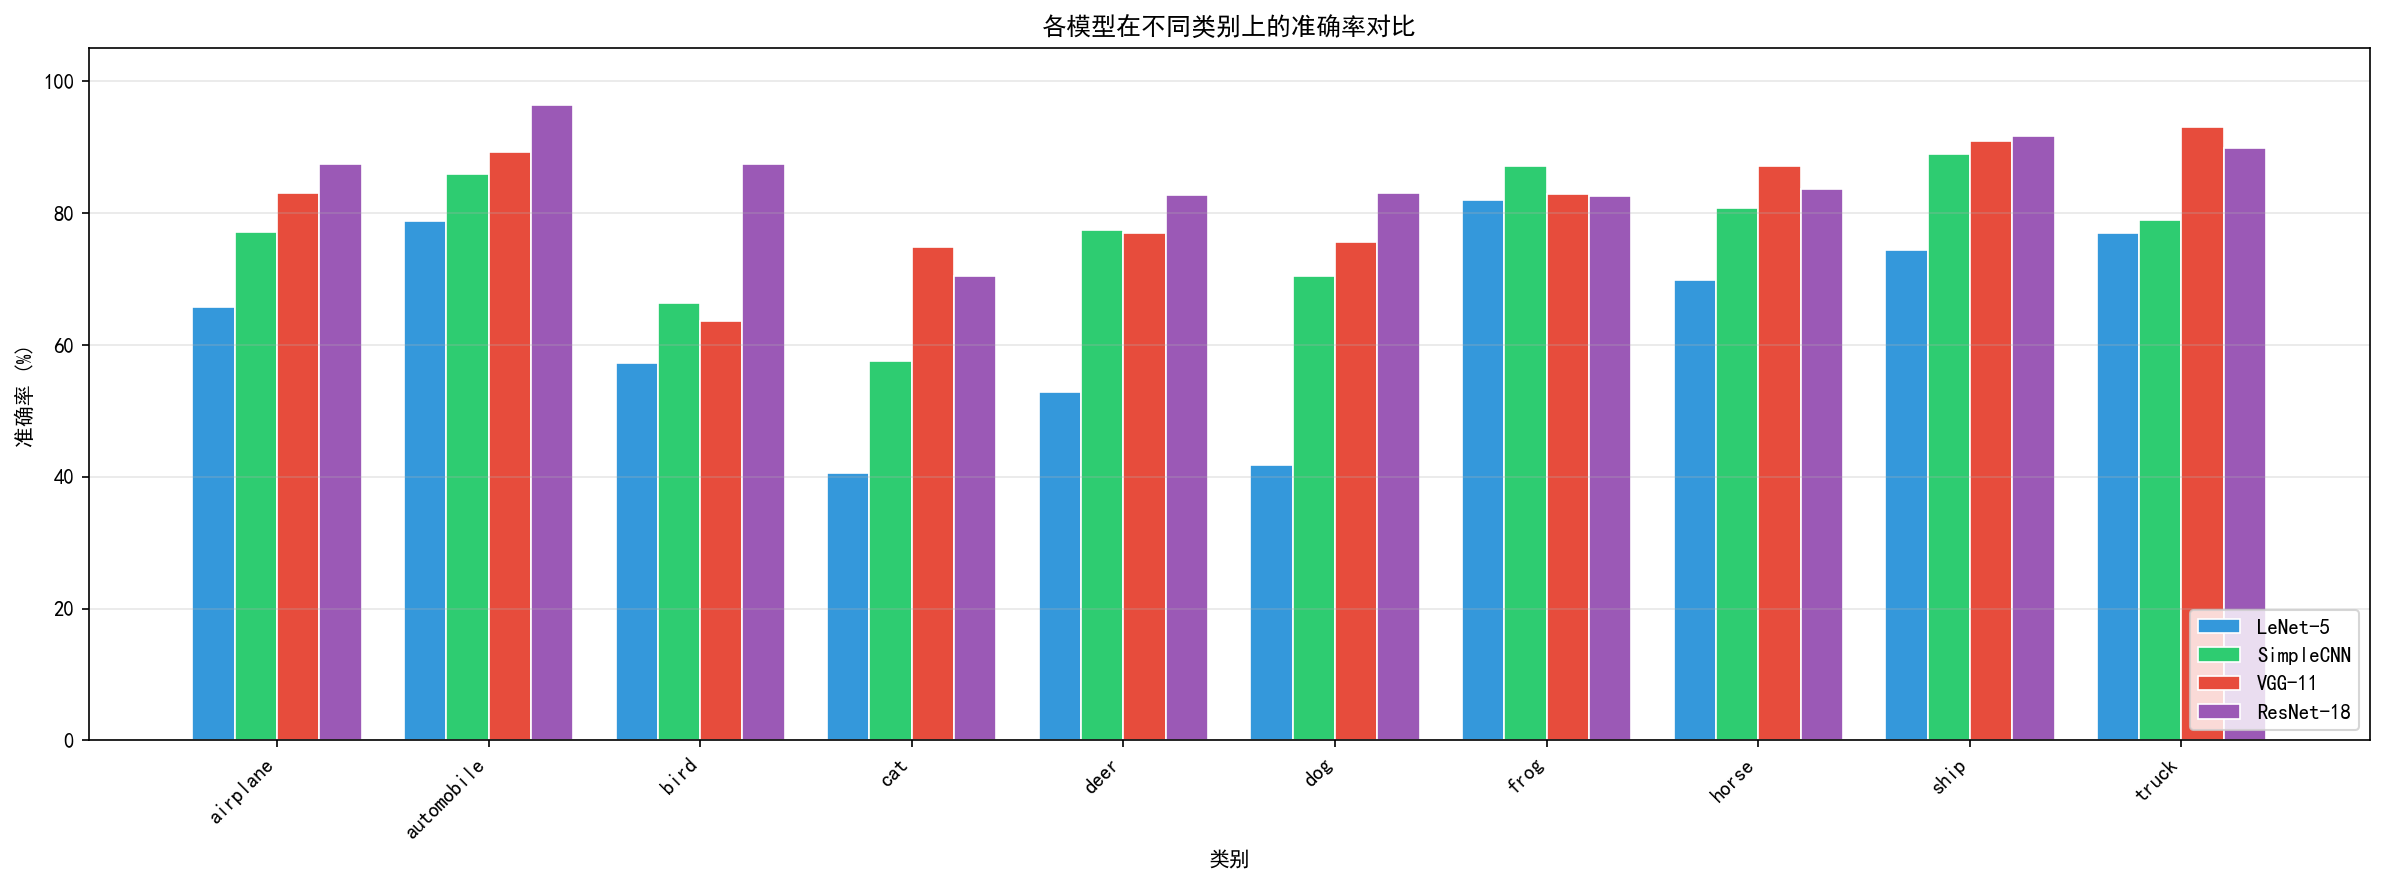 各模型在不同类别上的准确率对比
准确率 (%)
100
80
60
40
20
0
airplane
automobile
bird
cat
deer
dog
frog
horse
ship
truck
类别
LeNet-5
SimpleCNN
VGG-11
ResNet-18